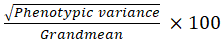 √Phenotypic variance
Grandmean
× 100